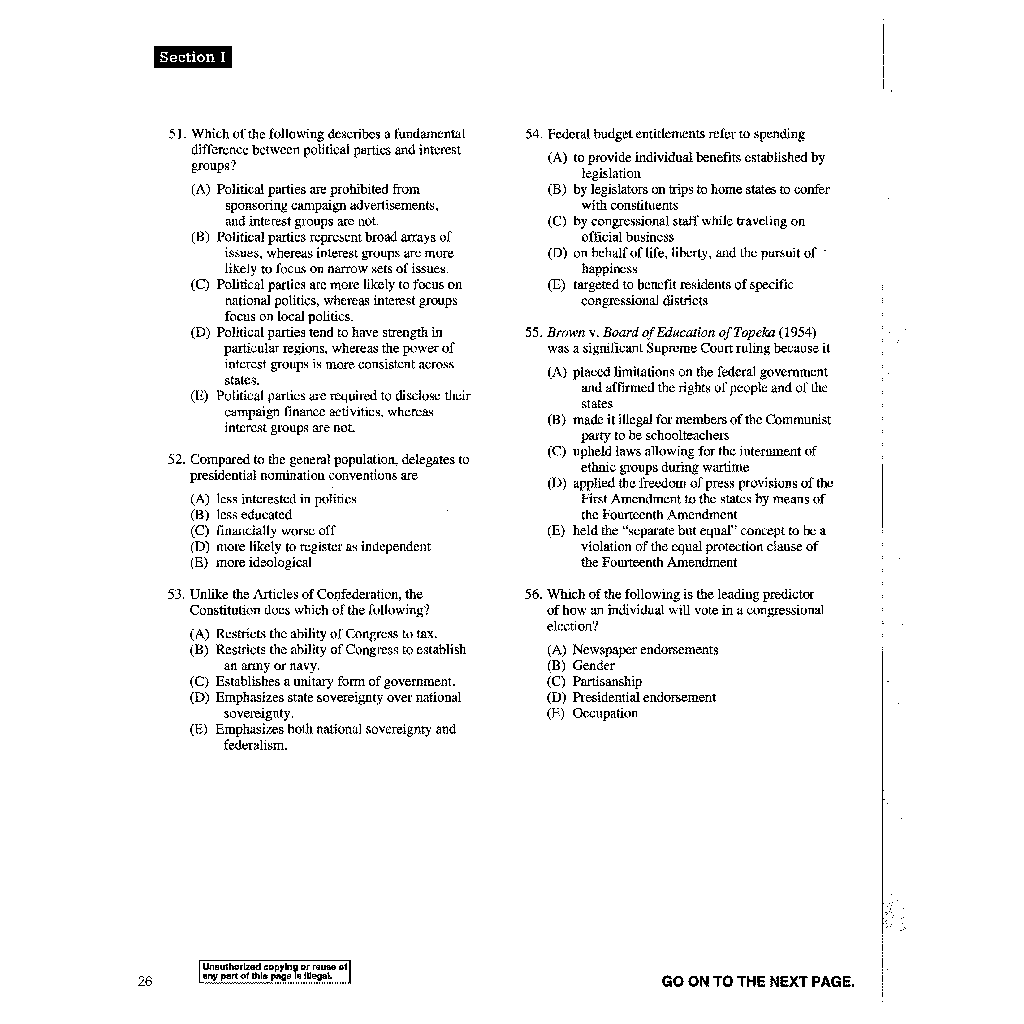 Section I
51. Which of the following describes a fundamental
difference between political parties and interest
groups?
(A) Political parties are prohibited from
sponsoring campaign advertisements,
and interest groups are not.
(B) Political parties represent broad arrays of
issues, whereas interest groups are more
likely to focus on narrow sets of issues.
(C) Political parties are more likely to focus on
national politics, whereas interest groups
focus on local politics.
(D) Political parties tend to have strength in
particular regions, whereas the power of
interest groups is more consistent across
states.
(E) Political parties are required to disclose their
campaign finance activities, whereas
interest groups are not.
52. Compared to the general population, delegates to
presidential nomination conventions are
(A) less interested in politics
(B) less educated
(C) financially worse off
(D) more likely to register as independent
(E) more ideological
53. Unlike the Articles of Confederation, the
Constitution does which of the following?
(A) Restricts the ability of Congress to tax.
(B) Restricts the ability of Congress to establish
an army or navy.
(C) Establishes a unitary form of government.
(D) Emphasizes state sovereignty over national
sovereignty.
(E) Emphasizes both national sovereignty and
federalism.
54. Federal budget entitlements refer to spending
(A) to provide individual benefits established by
legislation
(B) by legislators on trips to home states to confer
with constituents
(C) by congressional staff while traveling on
official business
(D) on behalf of life, liberty, and the pursuit of
happiness
(E) targeted to benefit residents of specific
congressional districts
55. Brown v. Board of Education of Topeka (1954)
was a significant Supreme Court ruling because it
(A) placed limitations on the federal government
and affirmed the rights of people and of the
states
(B) made it illegal for members of the Communist
party to be schoolteachers
(C) upheld laws allowing for the internment of
ethnic groups during wartime
(D) applied the freedom of press provisions of the
First Amendment to the states by means of
the Fourteenth Amendment
(E) held the “separate but equal” concept to be a
violation of the equal protection clause of
the Fourteenth Amendment
56. Which of the following is the leading predictor
of how an individual will vote in a congressional
election?
(A) Newspaper endorsements
(B) Gender
(C) Partisanship
(D) Presidential endorsement
(E) Occupation
Unauthorized copying or reuse of
any part of this page is illegal.
26
GO ON TO THE NEXT PAGE.